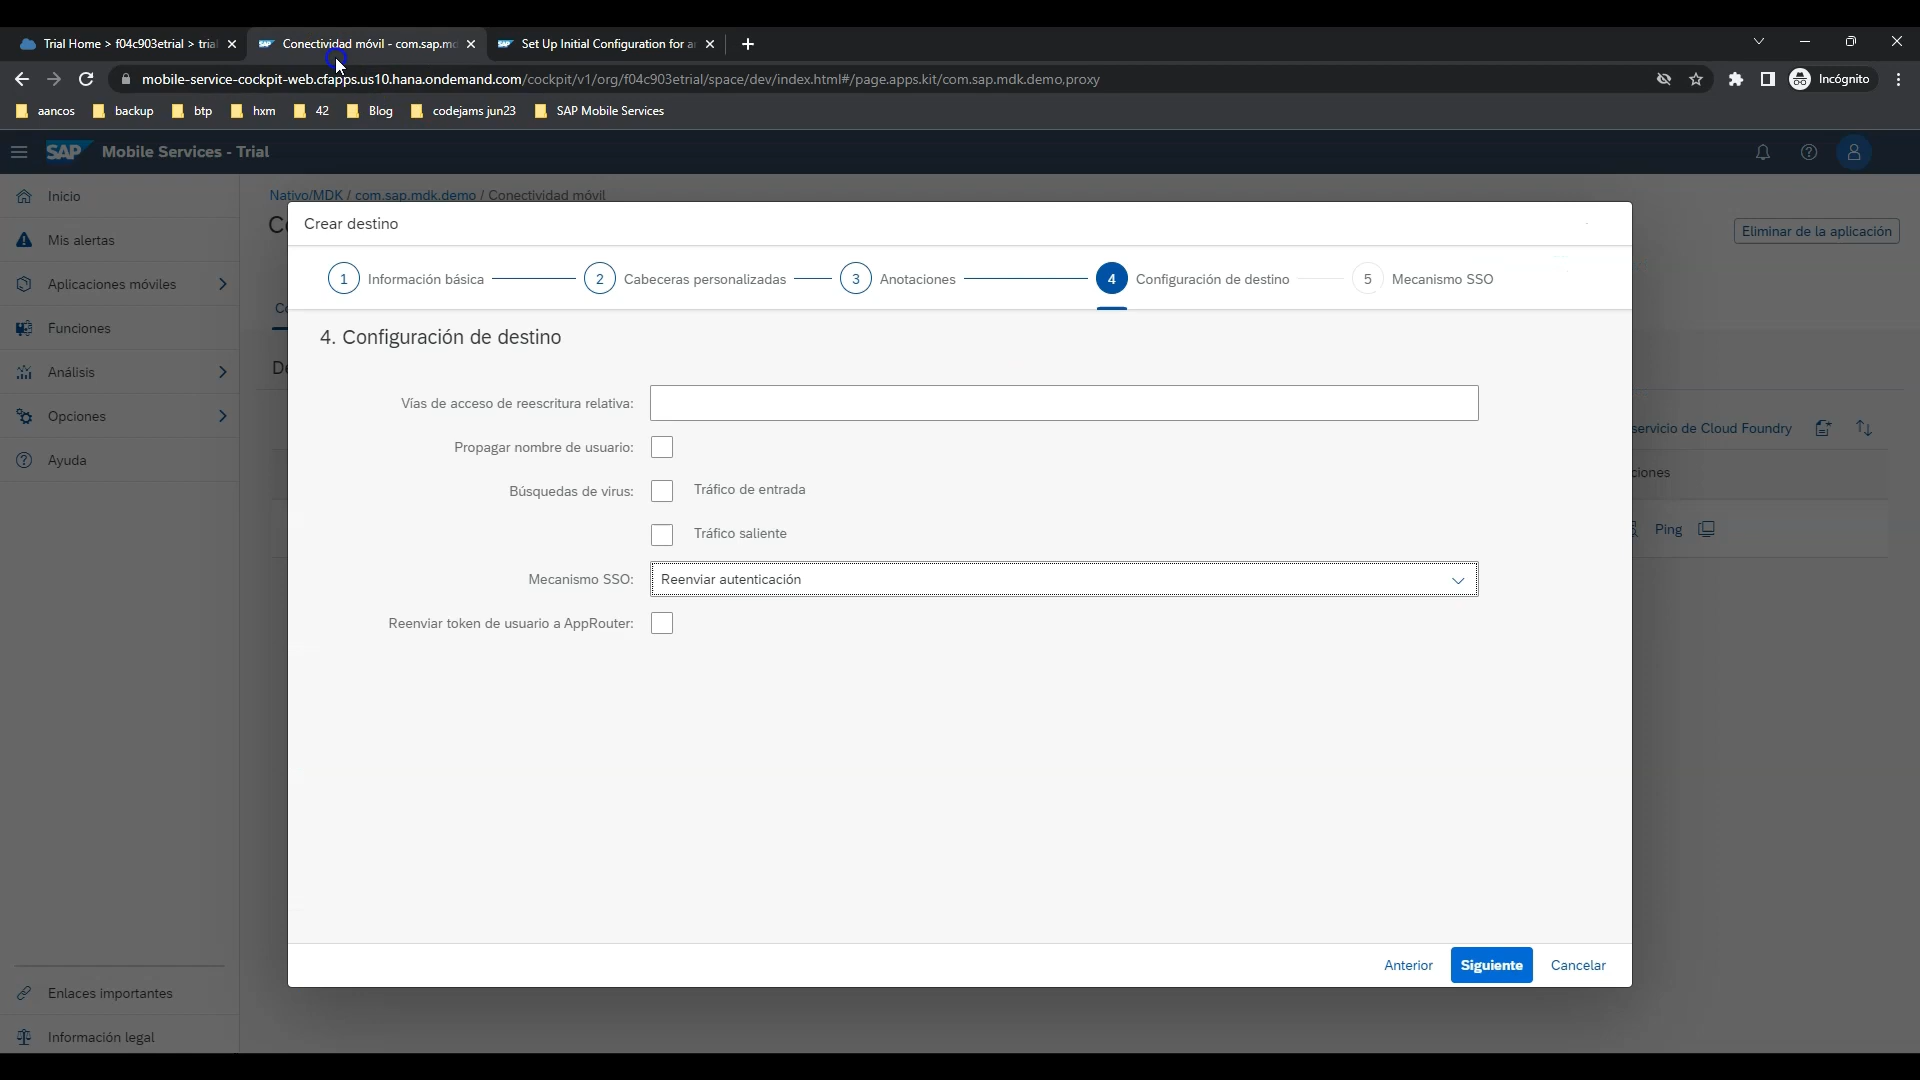 Trial Home > f04c903etrial > tria
Conectividad móvil - com.sap.md
Set Up Initial Configuration for a
mobile-service-cockpit-web.cfapps.us10.hana.ondemand.com/cockpit/v1/org/f04c903etrial/space/dev/index.html#/page.apps.kit/com.sap.mdk.demo,proxy
Incógnito
aancos
backup
btp
hxm
42
Blog
codejams jun23
SAP Mobile Services
SAP Mobile Services - Trial
Inicio
Mis alertas
Aplicaciones móviles
Funciones
Análisis
Opciones
Ayuda
Enlaces importantes
Información legal
Nativo/MDK / com.sap.mdk.demo / Conectividad móvil
Eliminar de la aplicación
servicio de Cloud Foundry
ciones
Ping
Crear destino
1 Información básica
2 Cabeceras personalizadas
3 Anotaciones
4 Configuración de destino
5 Mecanismo SSO
4. Configuración de destino
Vías de acceso de reescritura relativa:
Propagar nombre de usuario:
Búsquedas de virus: Tráfico de entrada
Tráfico saliente
Mecanismo SSO: Reenviar autenticación
Reenviar token de usuario a AppRouter:
Anterior Siguiente Cancelar